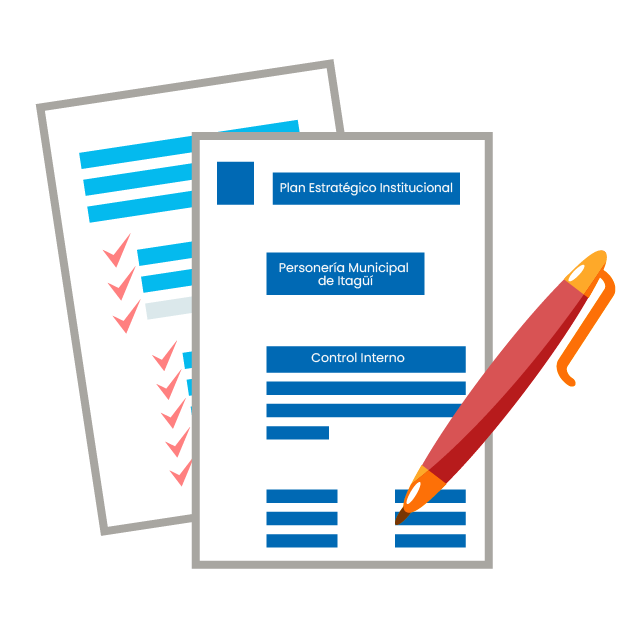 Plan Estratégico Institucional
Personería Municipal
de Itagüí
Control Interno